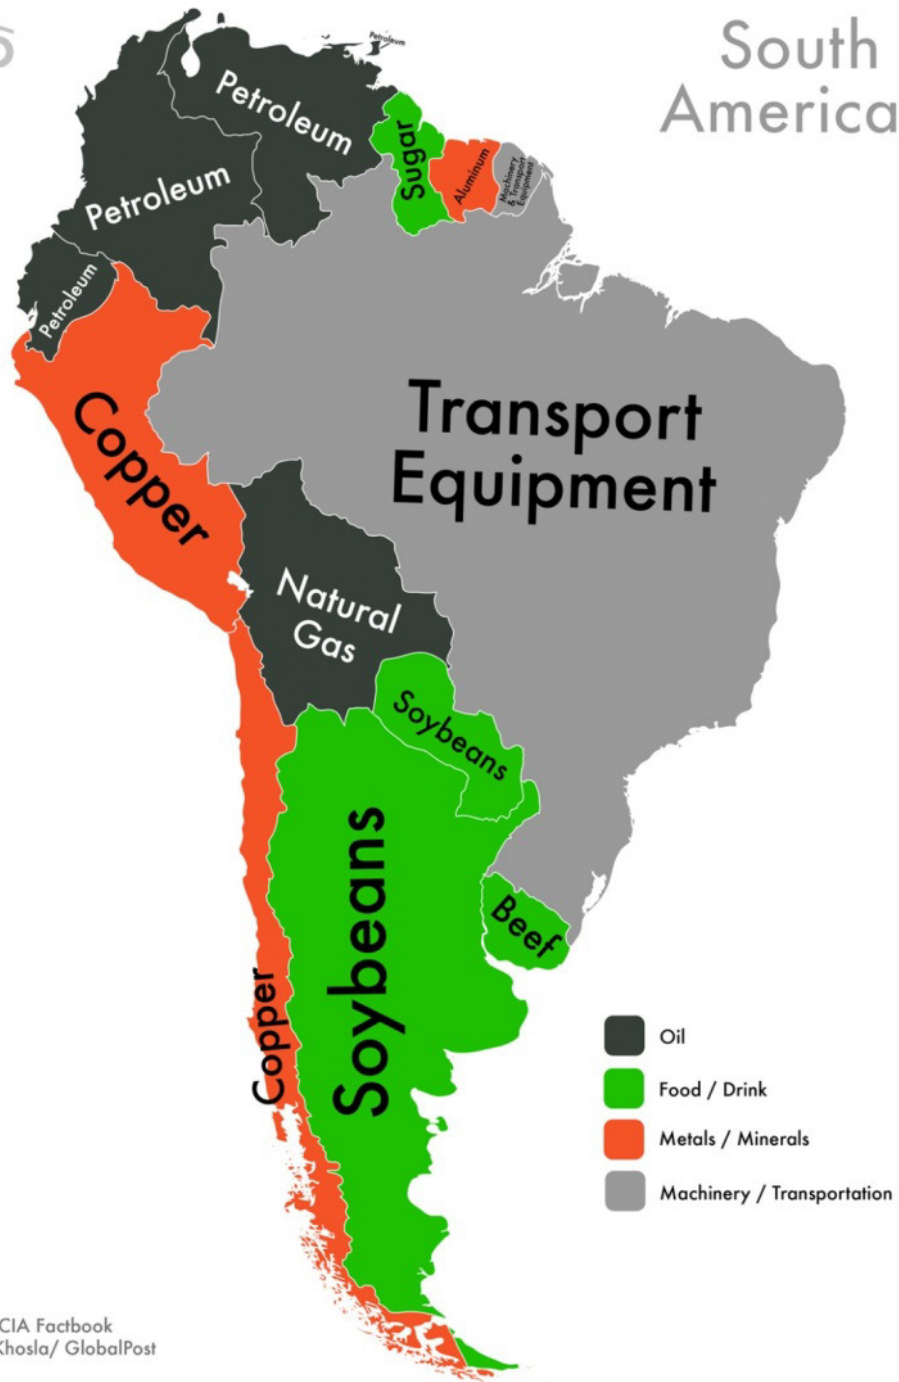 South
America
Petroleum
Petroleum
Sugar
Aluminum
Machinery
& Transport
Equipment
Petroleum
Petroleum
Copper
Transport
Equipment
Natural
Gas
Soybeans
Soybeans
Beef
Copper
Oil
Food / Drink
Metals / Minerals
Machinery / Transportation
CIA Factbook
Khosla/ GlobalPost